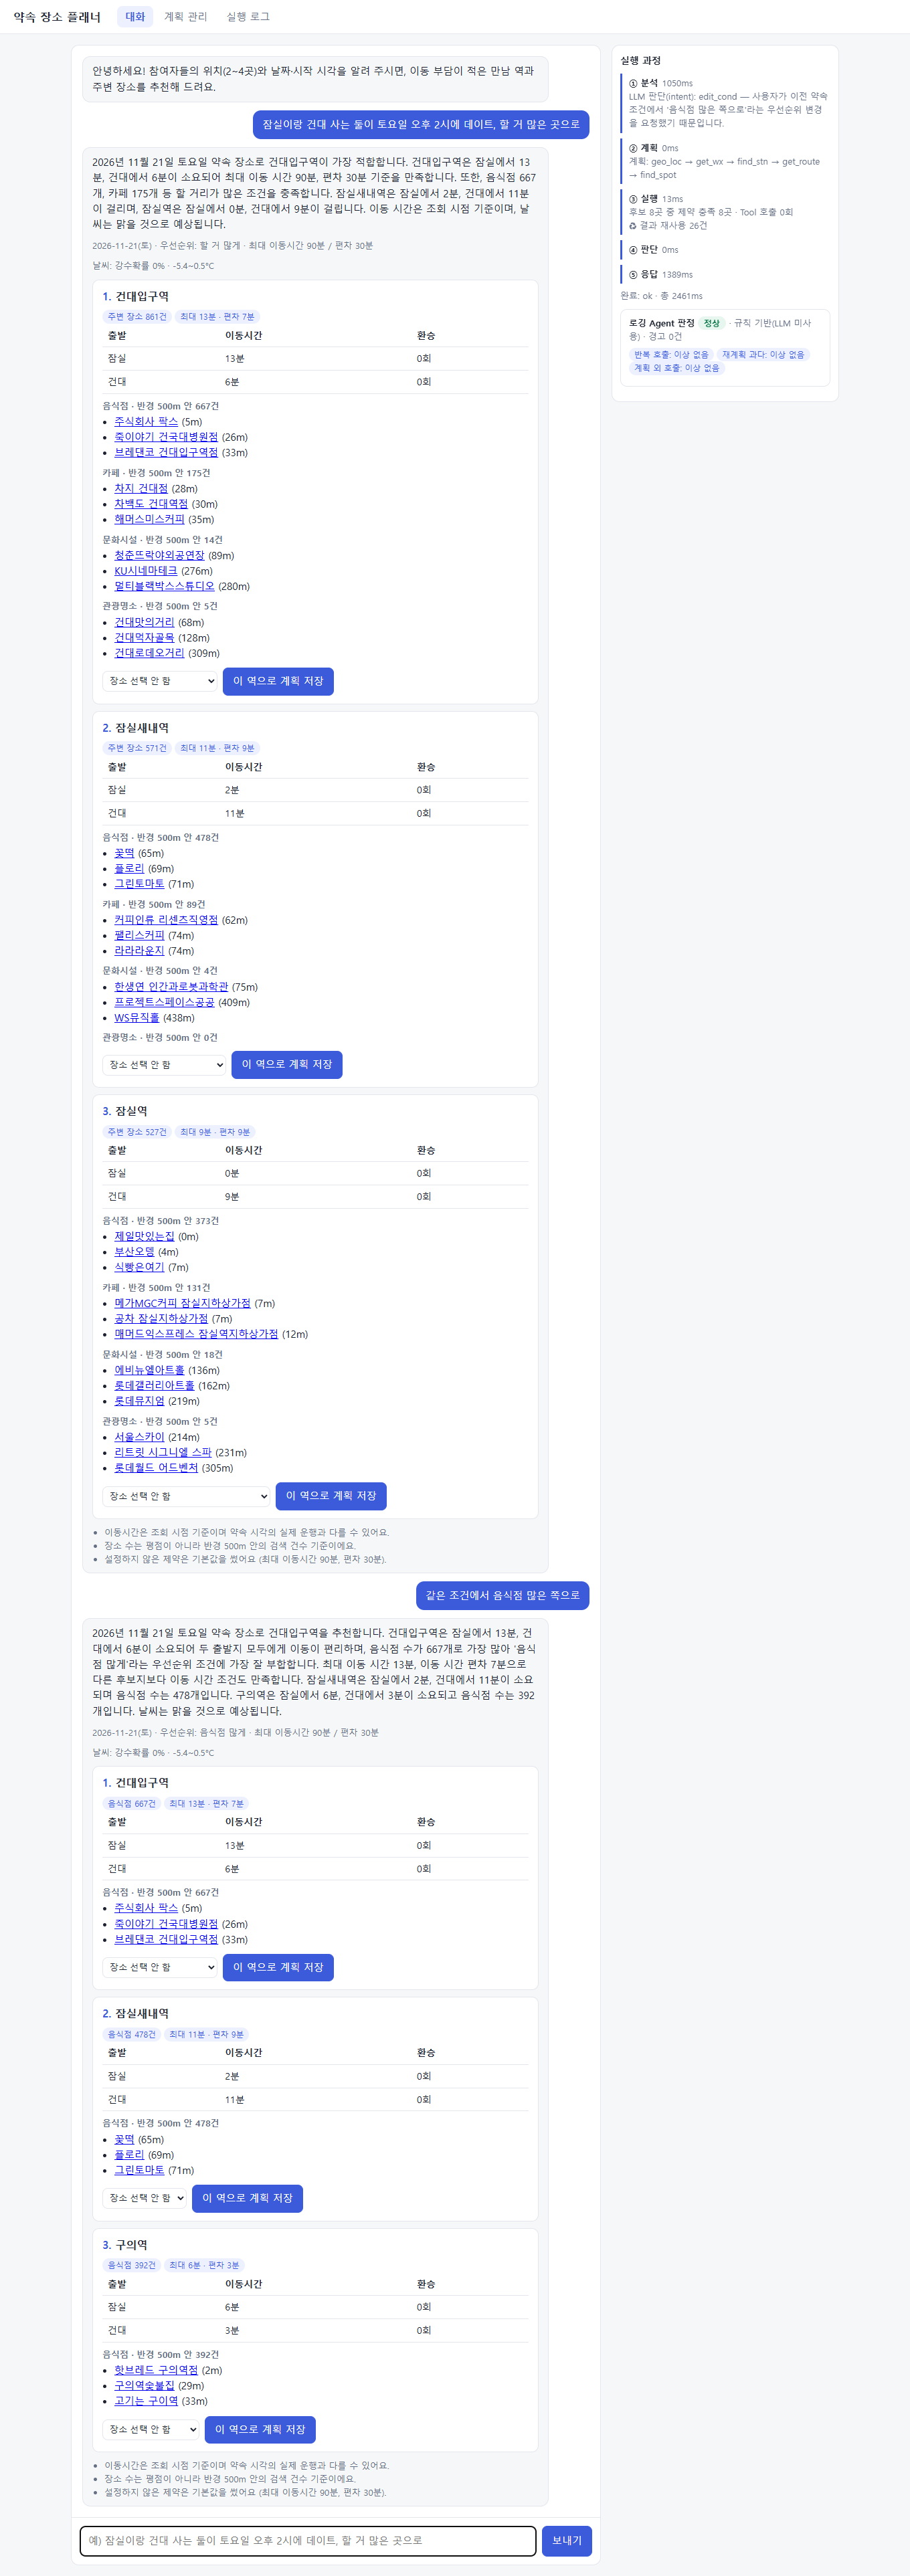 약속 장소 플래너 대화 계획 관리 실행 로그
안녕하세요! 참여자들의 위치(2~4곳)와 날짜·시작 시각을 알려 주시면, 이동 부담이 적은 만남 역과
주변 장소를 추천해 드려요.
잠실이랑 건대 사는 둘이 토요일 오후 2시에 데이트, 할 거 많은 곳으로
2026년 11월 21일 토요일 약속 장소로 건대입구역이 가장 적합합니다. 건대입구역은 잠실에서 13
분, 건대에서 6분이 소요되어 최대 이동 시간 90분, 편차 30분 기준을 만족합니다. 또한, 음식점 667
개, 카페 175개 등 할 거리가 많은 조건을 충족합니다. 잠실새내역은 잠실에서 2분, 건대에서 11분
이 걸리며, 잠실역은 잠실에서 0분, 건대에서 9분이 걸립니다. 이동 시간은 조회 시점 기준이며, 날
씨는 맑을 것으로 예상됩니다.
2026-11-21(토) · 우선순위: 할 거 많게 · 최대 이동시간 90분 / 편차 30분
날씨: 강수확률 0% · -5.4~0.5°C
1. 건대입구역
주변 장소 861건 최대 13분 · 편차 7분
출발 이동시간 환승
잠실 13분 0회
건대 6분 0회
음식점 · 반경 500m 안 667건
주식회사 팍스 (5m)
죽이야기 건국대병원점 (26m)
브레댄코 건대입구역점 (33m)
카페 · 반경 500m 안 175건
차지 건대점 (28m)
차백도 건대역점 (30m)
해머스미스커피 (35m)
문화시설 · 반경 500m 안 14건
청춘뜨락야외공연장 (89m)
KU시네마테크 (276m)
멀티블랙박스스튜디오 (280m)
관광명소 · 반경 500m 안 5건
건대맛의거리 (68m)
건대먹자골목 (128m)
건대로데오거리 (309m)
장소 선택 안 함 이 역으로 계획 저장
2. 잠실새내역
주변 장소 571건 최대 11분 · 편차 9분
출발 이동시간 환승
잠실 2분 0회
건대 11분 0회
음식점 · 반경 500m 안 478건
꽃떡 (65m)
플로리 (69m)
그린토마토 (71m)
카페 · 반경 500m 안 89건
커피인류 리센츠직영점 (62m)
팰리스커피 (74m)
라라라운지 (74m)
문화시설 · 반경 500m 안 4건
한생연 인간과로봇과학관 (75m)
프로젝트스페이스공공 (409m)
WS뮤직홀 (438m)
관광명소 · 반경 500m 안 0건
장소 선택 안 함 이 역으로 계획 저장
3. 잠실역
주변 장소 527건 최대 9분 · 편차 9분
출발 이동시간 환승
잠실 0분 0회
건대 9분 0회
음식점 · 반경 500m 안 373건
제일맛있는집 (0m)
부산오뎅 (4m)
식빵은여기 (7m)
카페 · 반경 500m 안 131건
메가MGC커피 잠실지하상가점 (7m)
공차 잠실지하상가점 (7m)
매머드익스프레스 잠실역지하상가점 (12m)
문화시설 · 반경 500m 안 18건
에비뉴엘아트홀 (136m)
롯데갤러리아트홀 (162m)
롯데뮤지엄 (219m)
관광명소 · 반경 500m 안 5건
서울스카이 (214m)
리트릿 시그니엘 스파 (231m)
롯데월드 어드벤처 (305m)
장소 선택 안 함 이 역으로 계획 저장
이동시간은 조회 시점 기준이며 약속 시각의 실제 운행과 다를 수 있어요.
장소 수는 평점이 아니라 반경 500m 안의 검색 건수 기준이에요.
설정하지 않은 제약은 기본값을 썼어요 (최대 이동시간 90분, 편차 30분).
같은 조건에서 음식점 많은 쪽으로
2026년 11월 21일 토요일 약속 장소로 건대입구역을 추천합니다. 건대입구역은 잠실에서 13분, 건
대에서 6분이 소요되어 두 출발지 모두에게 이동이 편리하며, 음식점 수가 667개로 가장 많아 '음식
점 많게'라는 우선순위 조건에 가장 잘 부합합니다. 최대 이동 시간 13분, 이동 시간 편차 7분으로
다른 후보지보다 이동 시간 조건도 만족합니다. 잠실새내역은 잠실에서 2분, 건대에서 11분이 소요
되며 음식점 수는 478개입니다. 구의역은 잠실에서 6분, 건대에서 3분이 소요되고 음식점 수는 392
개입니다. 날씨는 맑을 것으로 예상됩니다.
2026-11-21(토) · 우선순위: 음식점 많게 · 최대 이동시간 90분 / 편차 30분
날씨: 강수확률 0% · -5.4~0.5°C
1. 건대입구역
음식점 667건 최대 13분 · 편차 7분
출발 이동시간 환승
잠실 13분 0회
건대 6분 0회
음식점 · 반경 500m 안 667건
주식회사 팍스 (5m)
죽이야기 건국대병원점 (26m)
브레댄코 건대입구역점 (33m)
장소 선택 안 함 이 역으로 계획 저장
2. 잠실새내역
음식점 478건 최대 11분 · 편차 9분
출발 이동시간 환승
잠실 2분 0회
건대 11분 0회
음식점 · 반경 500m 안 478건
꽃떡 (65m)
플로리 (69m)
그린토마토 (71m)
장소 선택 안 함 이 역으로 계획 저장
3. 구의역
음식점 392건 최대 6분 · 편차 3분
출발 이동시간 환승
잠실 6분 0회
건대 3분 0회
음식점 · 반경 500m 안 392건
핫브레드 구의역점 (2m)
구의역숯불집 (29m)
고기는 구이역 (33m)
장소 선택 안 함 이 역으로 계획 저장
이동시간은 조회 시점 기준이며 약속 시각의 실제 운행과 다를 수 있어요.
장소 수는 평점이 아니라 반경 500m 안의 검색 건수 기준이에요.
설정하지 않은 제약은 기본값을 썼어요 (최대 이동시간 90분, 편차 30분).
예) 잠실이랑 건대 사는 둘이 토요일 오후 2시에 데이트, 할 거 많은 곳으로 보내기
실행 과정
① 분석 1050ms
LLM 판단(intent): edit_cond — 사용자가 이전 약속
조건에서 '음식점 많은 쪽으로'라는 우선순위 변경
을 요청했기 때문입니다.
② 계획 0ms
계획: geo_loc → get_wx → find_stn → get_route
→ find_spot
③ 실행 13ms
후보 8곳 중 제약 충족 8곳 · Tool 호출 0회
♻ 결과 재사용 26건
④ 판단 0ms
⑤ 응답 1389ms
완료: ok · 총 2461ms
로깅 Agent 판정 정상 · 규칙 기반(LLM 미사
용) · 경고 0건
반복 호출: 이상 없음 재계획 과다: 이상 없음
계획 외 호출: 이상 없음